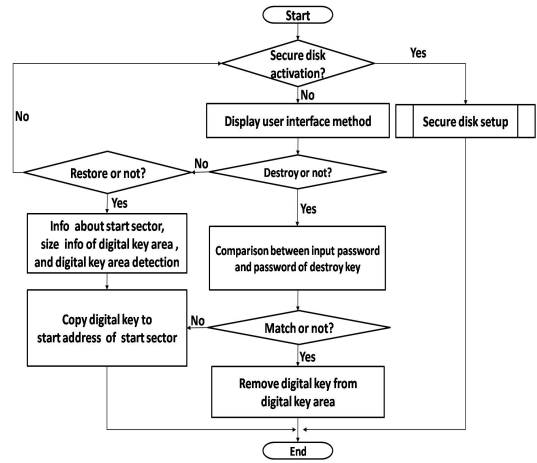 Start
Secure disk
activation?
Yes
No
No
Display user interface method
Secure disk setup
Restore or not?
No
Destroy or not?
Yes
Yes
Info about start sector,
size info of digital key area ,
and digital key area detection
Comparison between input password
and password of destroy key
Copy digital key to
start address of start sector
No
Match or not?
Yes
Remove digital key from
digital key area
End